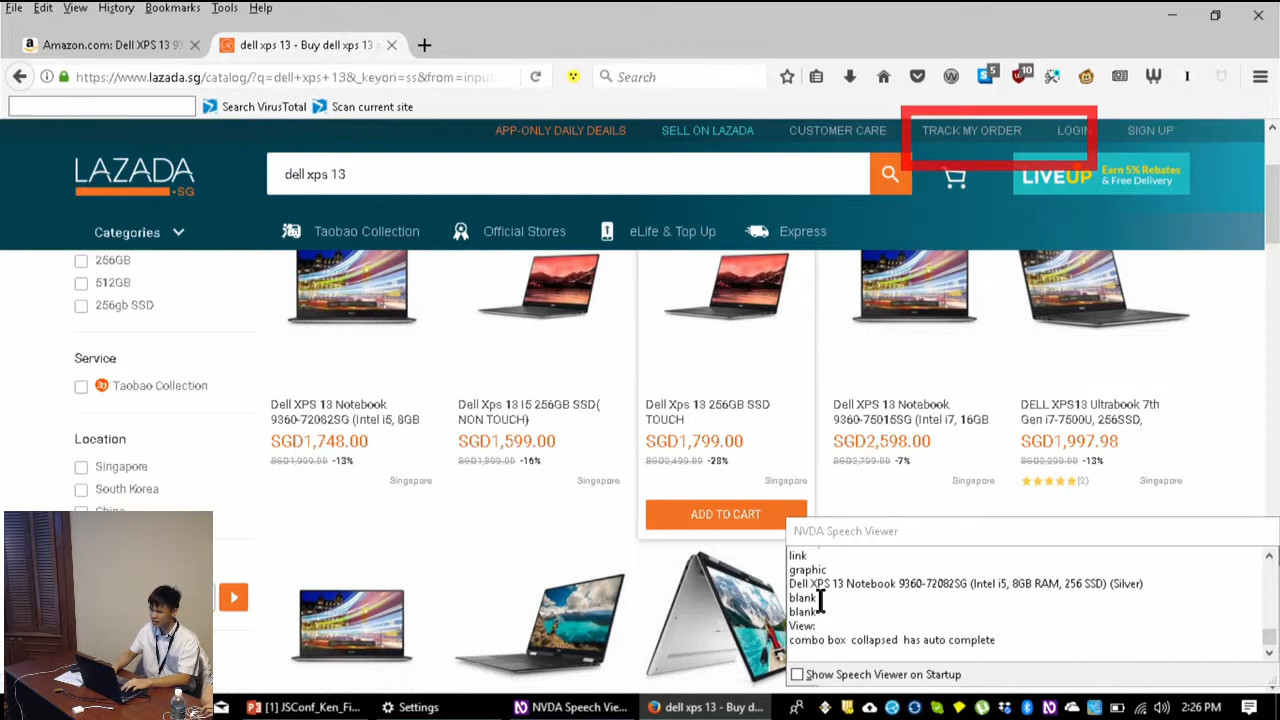 File Edit View History Bookmarks Tools Help
Amazon.com: Dell XPS 13 9
dell xps 13 - Buy dell xps 13
https://www.lazada.sg/catalog/?q=dell+xps+13&_keyori=ss&from=input
Search
5
10
Search VirusTotal Scan current site
APP-ONLY DAILY DEAILS SELL ON LAZADA CUSTOMER CARE TRACK MY ORDER LOGIN SIGN UP
LAZADA
.SG
dell xps 13
LIVEUP Earn 5% Rebates
& Free Delivery
Categories Taobao Collection Official Stores eLife & Top Up Express
256GB
512GB
256gb SSD
Service
Taobao Collection
Location
Singapore
South Korea
Dell XPS 13 Notebook
9360-72082SG (Intel i5, 8GB
SGD1,748.00
SGD1,999.00 -13%
Singapore
Dell Xps 13 I5 256GB SSD(
NON TOUCH)
SGD1,599.00
SGD1,899.00 -16%
Singapore
Dell Xps 13 256GB SSD
TOUCH
SGD1,799.00
SGD2,499.00 -28%
Singapore
ADD TO CART
Dell XPS 13 Notebook
9360-75015SG (Intel i7, 16GB
SGD2,598.00
SGD2,799.00 -7%
Singapore
DELL XPS13 Ultrabook 7th
Gen i7-7500U, 256SSD,
SGD1,997.98
SGD2,299.00 -13%
(2) Singapore
NVDA Speech Viewer
link
graphic
Dell XPS 13 Notebook 9360-72082SG (Intel i5, 8GB RAM, 256 SSD) (Silver)
blank
blank
View:
combo box collapsed has auto complete
Show Speech Viewer on Startup
[1] JSConf_Ken_Fi...
Settings
NVDA Speech Vie...
dell xps 13 - Buy d...
2:26 PM